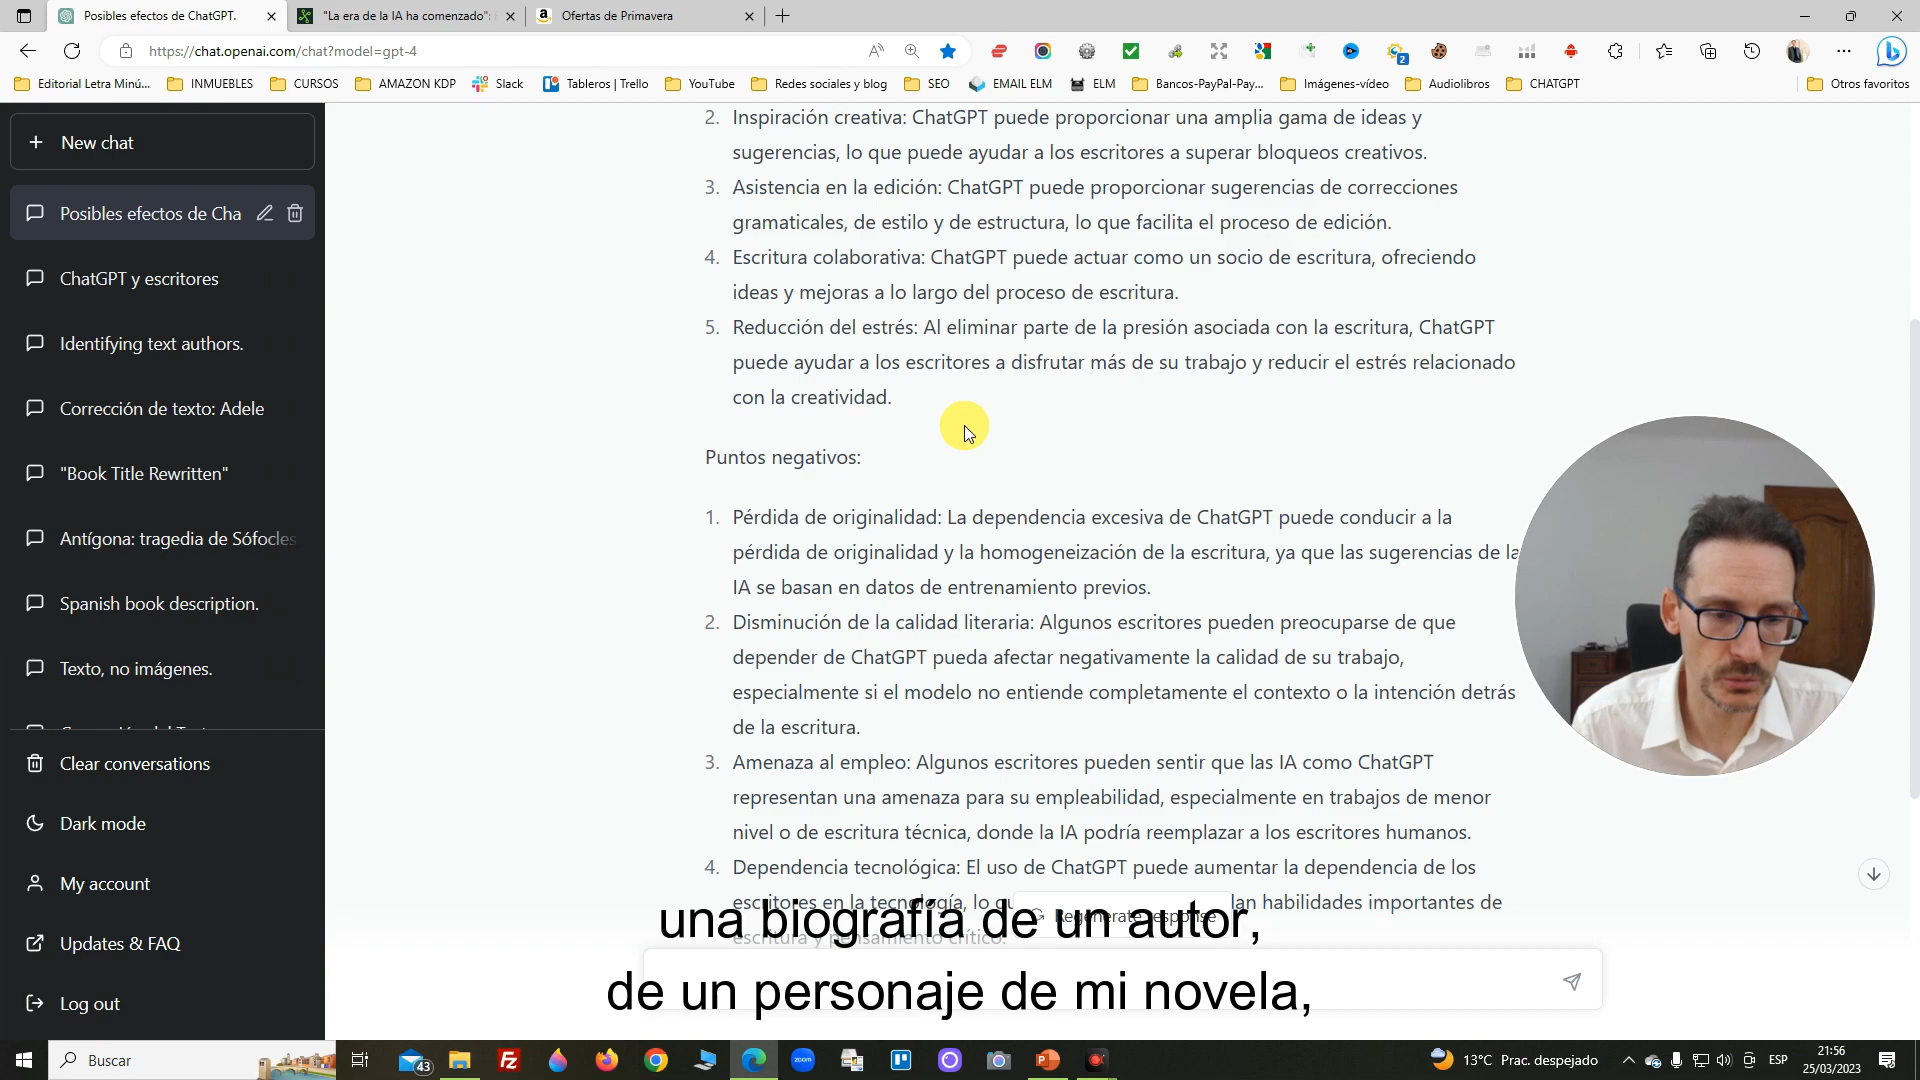 Posibles efectos de ChatGPT.
"La era de la IA ha comenzado":
Ofertas de Primavera
https://chat.openai.com/chat?model=gpt-4
Editorial Letra Minú...
INMUEBLES
CURSOS
AMAZON KDP
Slack
Tableros | Trello
YouTube
Redes sociales y blog
SEO
EMAIL ELM
ELM
Bancos-PayPal-Pay...
Imágenes-vídeo
Audiolibros
CHATGPT
Otros favoritos
New chat
Posibles efectos de Cha
ChatGPT y escritores
Identifying text authors.
Corrección de texto: Adele
"Book Title Rewritten"
Antígona: tragedia de Sófocles
Spanish book description.
Texto, no imágenes.
Clear conversations
Dark mode
My account
Updates & FAQ
Log out
2. Inspiración creativa: ChatGPT puede proporcionar una amplia gama de ideas y
sugerencias, lo que puede ayudar a los escritores a superar bloqueos creativos.
3. Asistencia en la edición: ChatGPT puede proporcionar sugerencias de correcciones
gramaticales, de estilo y de estructura, lo que facilita el proceso de edición.
4. Escritura colaborativa: ChatGPT puede actuar como un socio de escritura, ofreciendo
ideas y mejoras a lo largo del proceso de escritura.
5. Reducción del estrés: Al eliminar parte de la presión asociada con la escritura, ChatGPT
puede ayudar a los escritores a disfrutar más de su trabajo y reducir el estrés relacionado
con la creatividad.
Puntos negativos:
1. Pérdida de originalidad: La dependencia excesiva de ChatGPT puede conducir a la
pérdida de originalidad y la homogeneización de la escritura, ya que las sugerencias de la
IA se basan en datos de entrenamiento previos.
2. Disminución de la calidad literaria: Algunos escritores pueden preocuparse de que
depender de ChatGPT pueda afectar negativamente la calidad de su trabajo,
especialmente si el modelo no entiende completamente el contexto o la intención detrás
de la escritura.
3. Amenaza al empleo: Algunos escritores pueden sentir que las IA como ChatGPT
representan una amenaza para su empleabilidad, especialmente en trabajos de menor
nivel o de escritura técnica, donde la IA podría reemplazar a los escritores humanos.
4. Dependencia tecnológica: El uso de ChatGPT puede aumentar la dependencia de los
escritores en la tecnología, lo habilidades importantes de
escritura y pensamiento crítico.
Regenerate response
una biografía de un autor,
de un personaje de mi novela,
Buscar
43
zoom
13°C Prac. despejado
ESP
21:56
25/03/2023